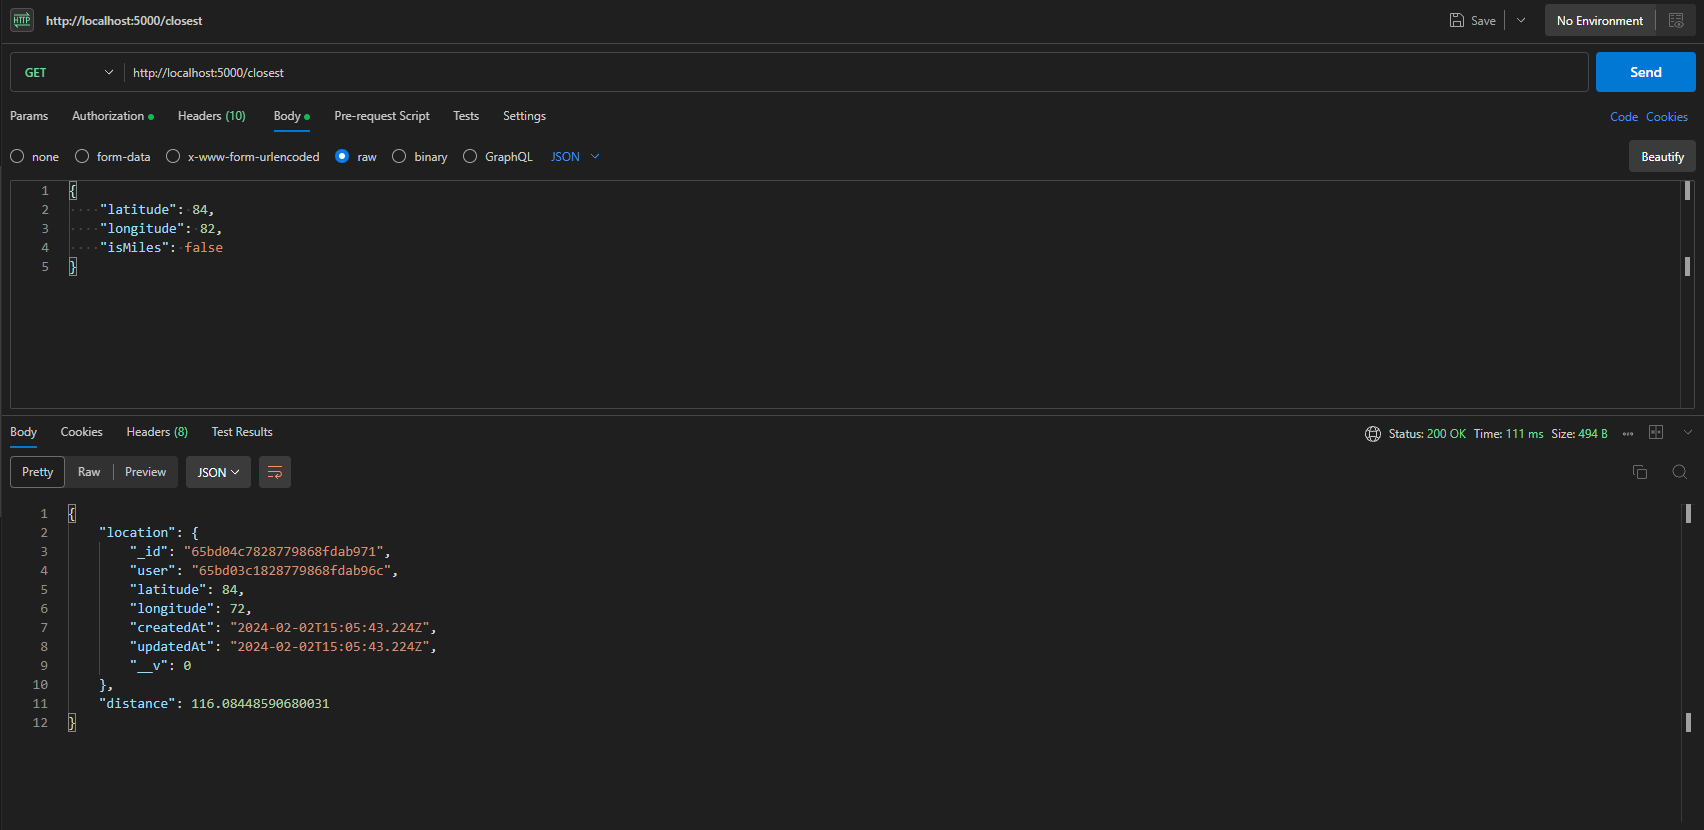 HTTP http://localhost:5000/closest Save No Environment
GET http://localhost:5000/closest Send
Params Authorization Headers (10) Body Pre-request Script Tests Settings Code Cookies
none form-data x-www-form-urlencoded raw binary GraphQL JSON Beautify
1 {
2 ····"latitude":·84,
3 ····"longitude":·82,
4 ····"isMiles":·false
5 }
Body Cookies Headers (8) Test Results Status: 200 OK Time: 111 ms Size: 494 B
Pretty Raw Preview JSON
1 {
2     "location": {
3         "_id": "65bd04c7828779868fdab971",
4         "user": "65bd03c1828779868fdab96c",
5         "latitude": 84,
6         "longitude": 72,
7         "createdAt": "2024-02-02T15:05:43.224Z",
8         "updatedAt": "2024-02-02T15:05:43.224Z",
9         "__v": 0
10     },
11     "distance": 116.08448590680031
12 }